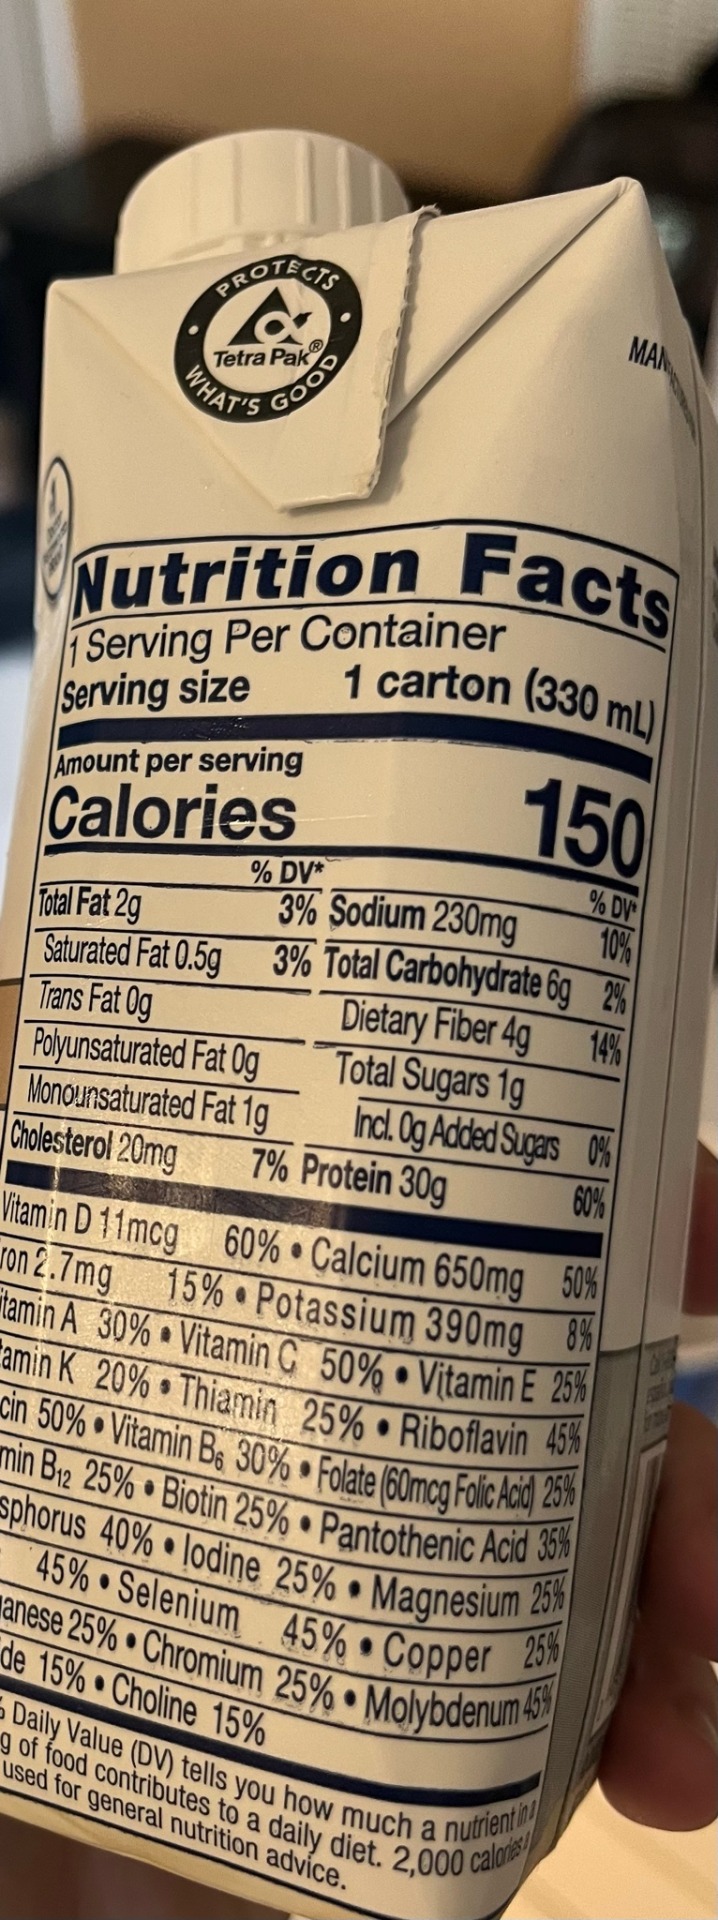 PROTECTS
Tetra Pak®
WHAT'S GOOD
Nutrition Facts
1 Serving Per Container
Serving size 1 carton (330 mL)
Amount per serving
Calories 150
% DV* % DV*
Total Fat 2g 3% Sodium 230mg 10%
Saturated Fat 0.5g 3% Total Carbohydrate 6g 2%
Trans Fat 0g Dietary Fiber 4g 14%
Polyunsaturated Fat 0g Total Sugars 1g
Monounsaturated Fat 1g Incl. 0g Added Sugars 0%
Cholesterol 20mg 7% Protein 30g 60%
Vitamin D 11mcg 60% • Calcium 650mg 50%
ron 2.7mg 15% • Potassium 390mg 8%
itamin A 30% • Vitamin C 50% • Vitamin E 25%
amin K 20% • Thiamin 25% • Riboflavin 45%
cin 50% • Vitamin B₆ 30% • Folate (60mcg Folic Acid) 25%
min B₁₂ 25% • Biotin 25% • Pantothenic Acid 35%
sphorus 40% • Iodine 25% • Magnesium 25%
45% • Selenium 45% • Copper 25%
anese 25% • Chromium 25% • Molybdenum 45%
de 15% • Choline 15%
% Daily Value (DV) tells you how much a nutrient in a
g of food contributes to a daily diet. 2,000 calories a
used for general nutrition advice.